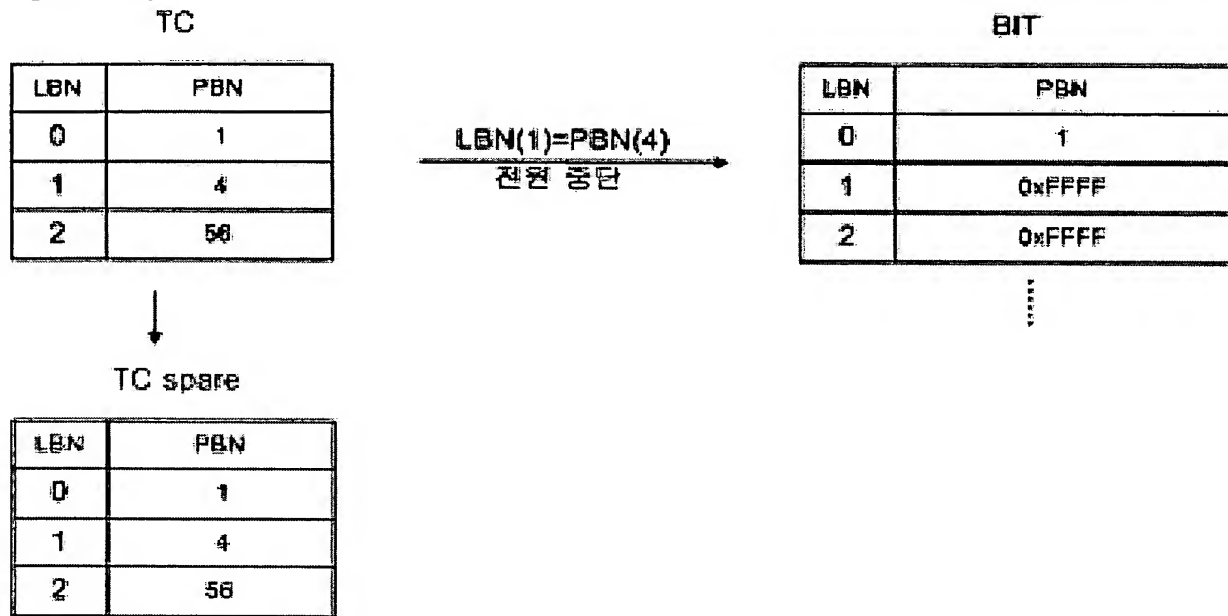 TC
LBN PBN
0 1
1 4
2 56
LBN(1)=PBN(4)
전원 중단
BIT
LBN PBN
0 1
1 0xFFFF
2 0xFFFF
TC spare
LBN PBN
0 1
1 4
2 56